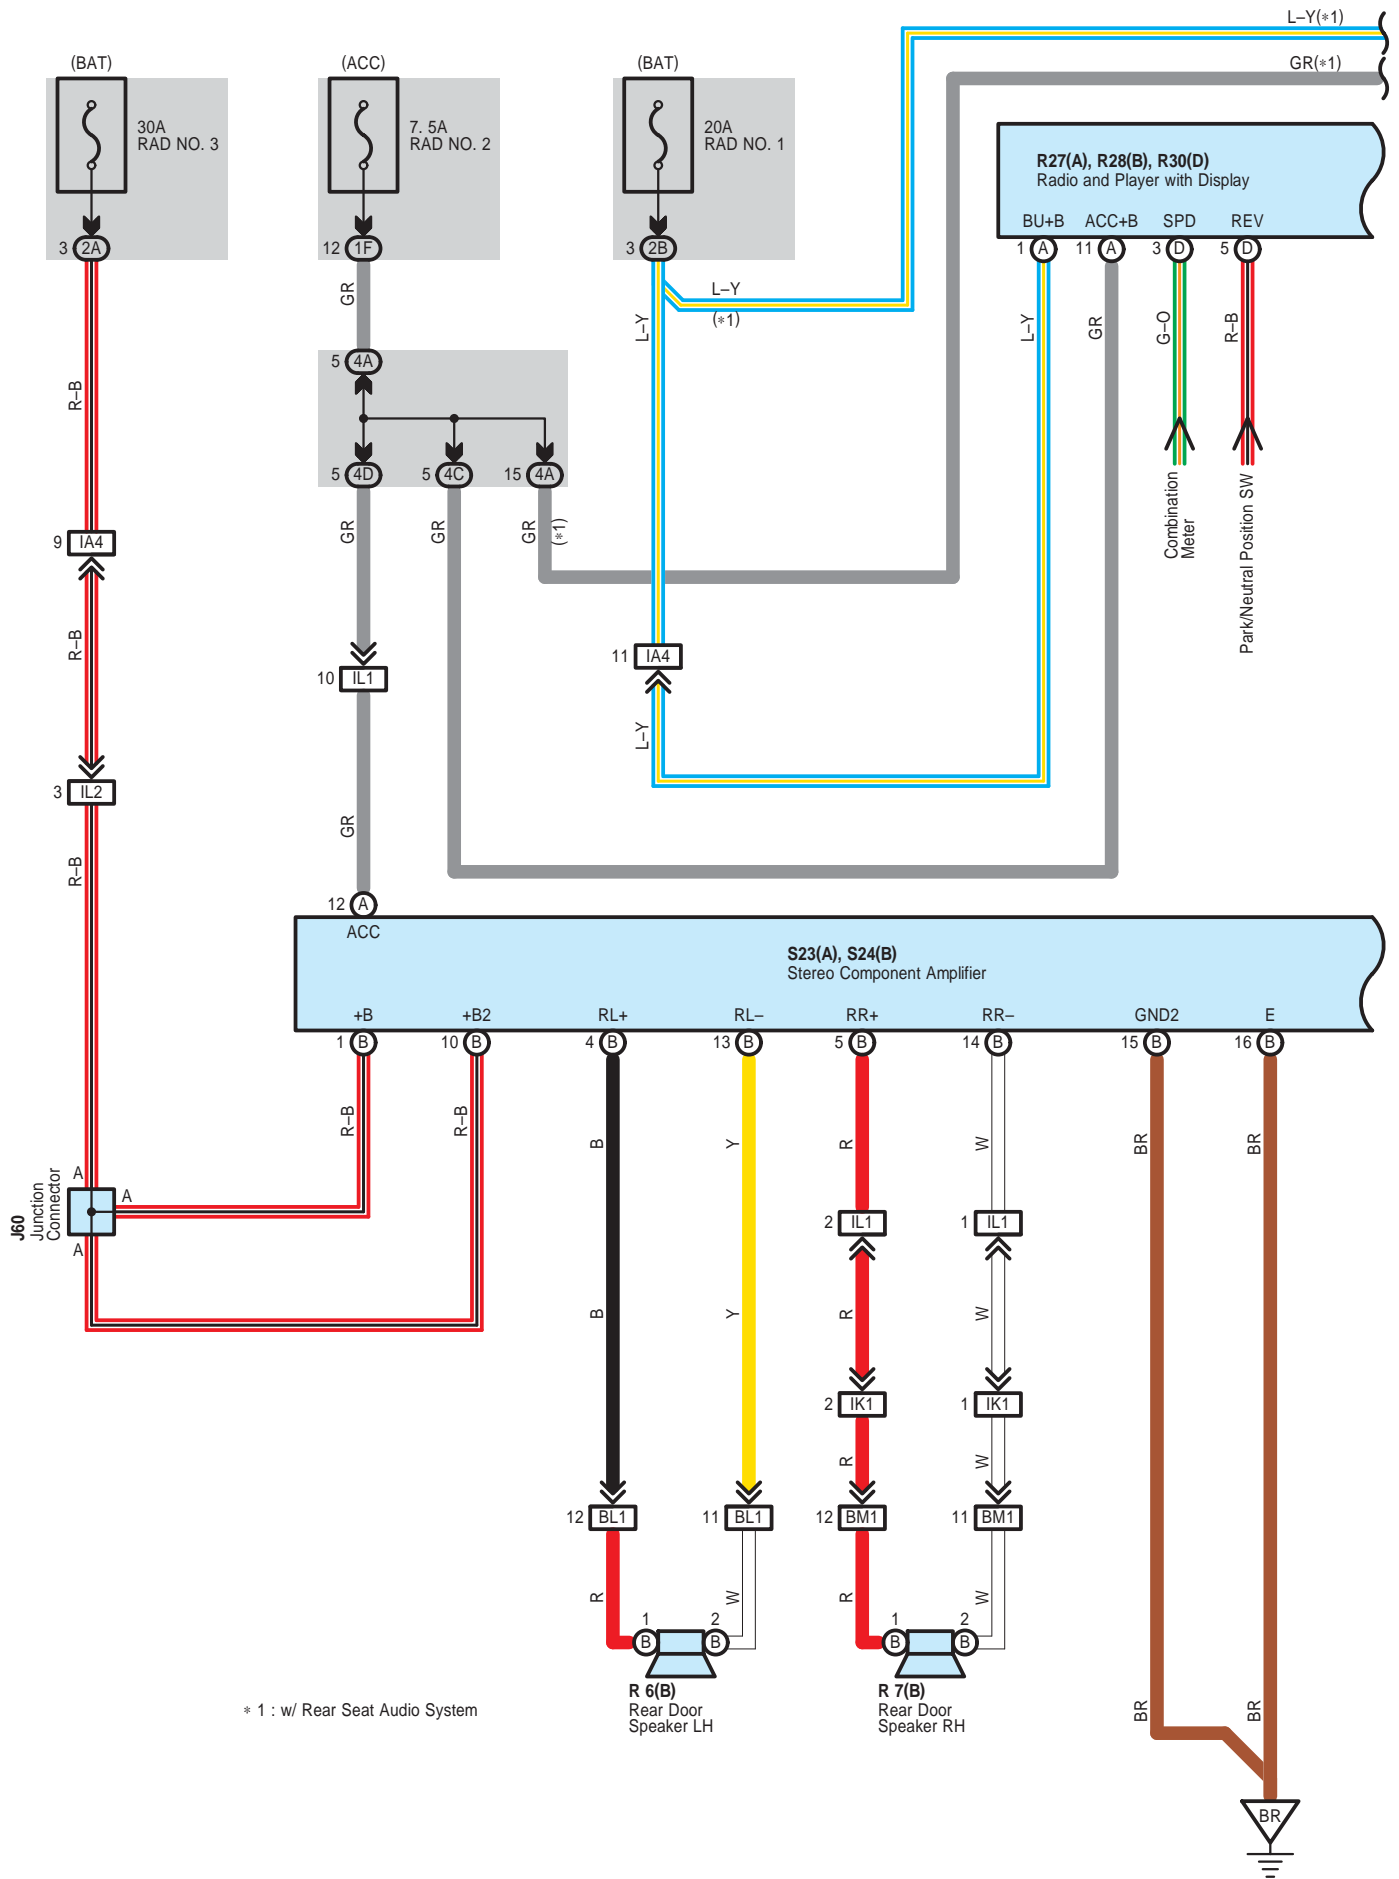 L–Y(∗1)
GR(∗1)
(BAT)
(ACC)
(BAT)
30A
RAD NO. 3
7. 5A
RAD NO. 2
20A
RAD NO. 1
R27(A), R28(B), R30(D)
Radio and Player with Display
BU+B
ACC+B
SPD
REV
3 2A
12 1F
3 2B
1 A
11 A
3 D
5 D
GR
L–Y
(∗1)
L–Y
L–Y
GR
G–O
R–B
5 4A
R–B
5 4D
5 4C
15 4A
GR
GR
GR
(∗1)
Combination
Meter
Park/Neutral Position SW
9 IA4
R–B
11 IA4
10 IL1
L–Y
3 IL2
GR
R–B
12 A
ACC
S23(A), S24(B)
Stereo Component Amplifier
+B
+B2
RL+
RL–
RR+
RR–
GND2
E
1 B
10 B
4 B
13 B
5 B
14 B
15 B
16 B
R–B
R–B
B
Y
R
W
BR
BR
A
A
A
J60
Junction
Connector
2 IL1
1 IL1
B
Y
R
W
2 IK1
1 IK1
R
W
12 BL1
11 BL1
12 BM1
11 BM1
R
W
R
W
1
2
1
2
B
B
B
B
R 6(B)
Rear Door
Speaker LH
R 7(B)
Rear Door
Speaker RH
BR
BR
∗ 1 : w/ Rear Seat Audio System
BR